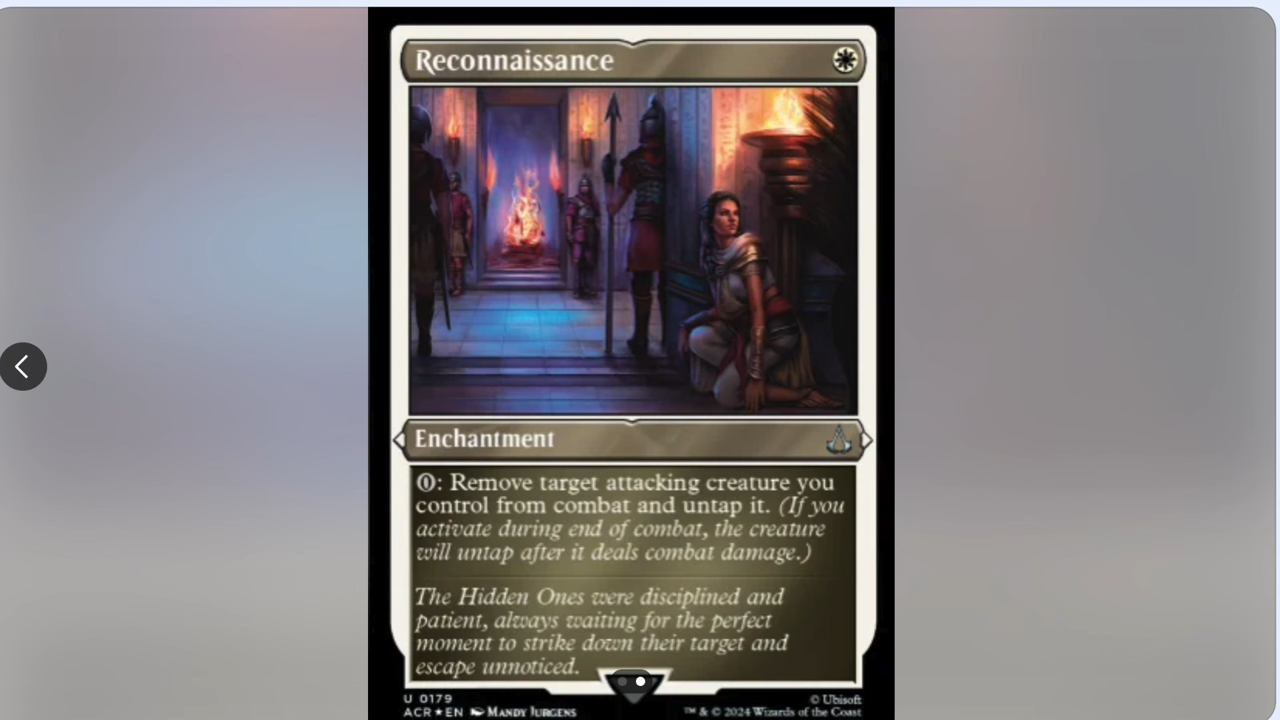 Reconnaissance
Enchantment
⓪: Remove target attacking creature you
control from combat and untap it. (If you
activate during end of combat, the creature
will untap after it deals combat damage.)
The Hidden Ones were disciplined and
patient, always waiting for the perfect
moment to strike down their target and
escape unnoticed.
U 0179
ACR★EN Mandy Jurgens
© Ubisoft
™ & © 2024 Wizards of the Coast